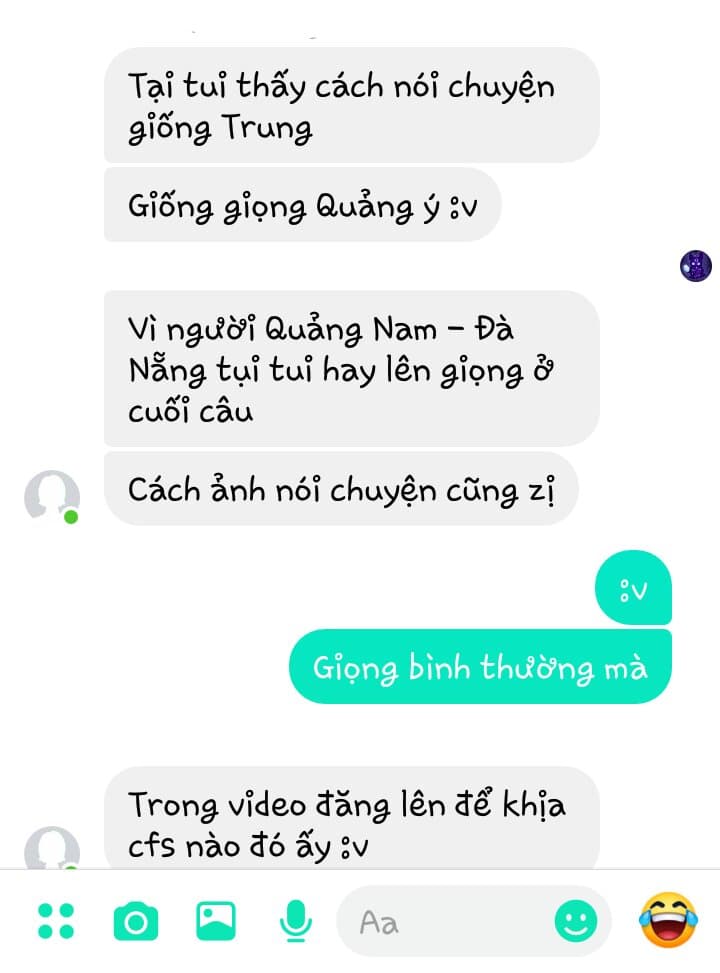 Tại tui thấy cách nói chuyện
giống Trung
Giống giọng Quảng ý :v
Vì người Quảng Nam - Đà
Nẵng tụi tui hay lên giọng ở
cuối câu
Cách ảnh nói chuyện cũng zị
:v
Giọng bình thường mà
Trong video đăng lên để khịa
cfs nào đó ấy :v
Aa